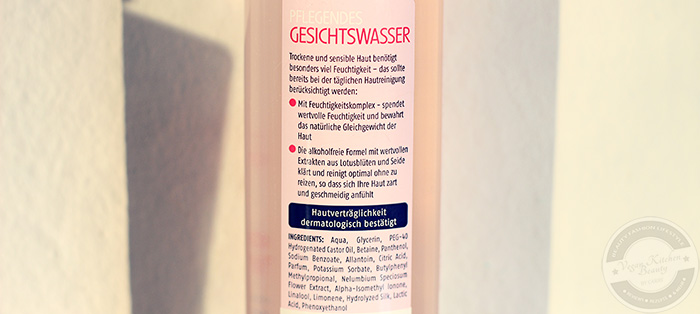 PFLEGENDES
GESICHTSWASSER
Trockene und sensible Haut benötigt
besonders viel Feuchtigkeit – das sollte
bereits bei der täglichen Hautreinigung
berücksichtigt werden:
Mit Feuchtigkeitskomplex – spendet
wertvolle Feuchtigkeit und bewahrt
das natürliche Gleichgewicht der
Haut
Die alkoholfreie Formel mit wertvollen
Extrakten aus Lotusblüten und Seide
klärt und reinigt optimal ohne zu
reizen, so dass sich Ihre Haut zart
und geschmeidig anfühlt
Hautverträglichkeit
dermatologisch bestätigt
INGREDIENTS: Aqua, Glycerin, PEG-40
Hydrogenated Castor Oil, Betaine, Panthenol,
Sodium Benzoate, Allantoin, Citric Acid,
Parfum, Potassium Sorbate, Butylphenyl
Methylpropional, Nelumbium Speciosum
Flower Extract, Alpha-Isomethyl Ionone,
Linalool, Limonene, Hydrolyzed Silk, Lactic
Acid, Phenoxyethanol
Beauty